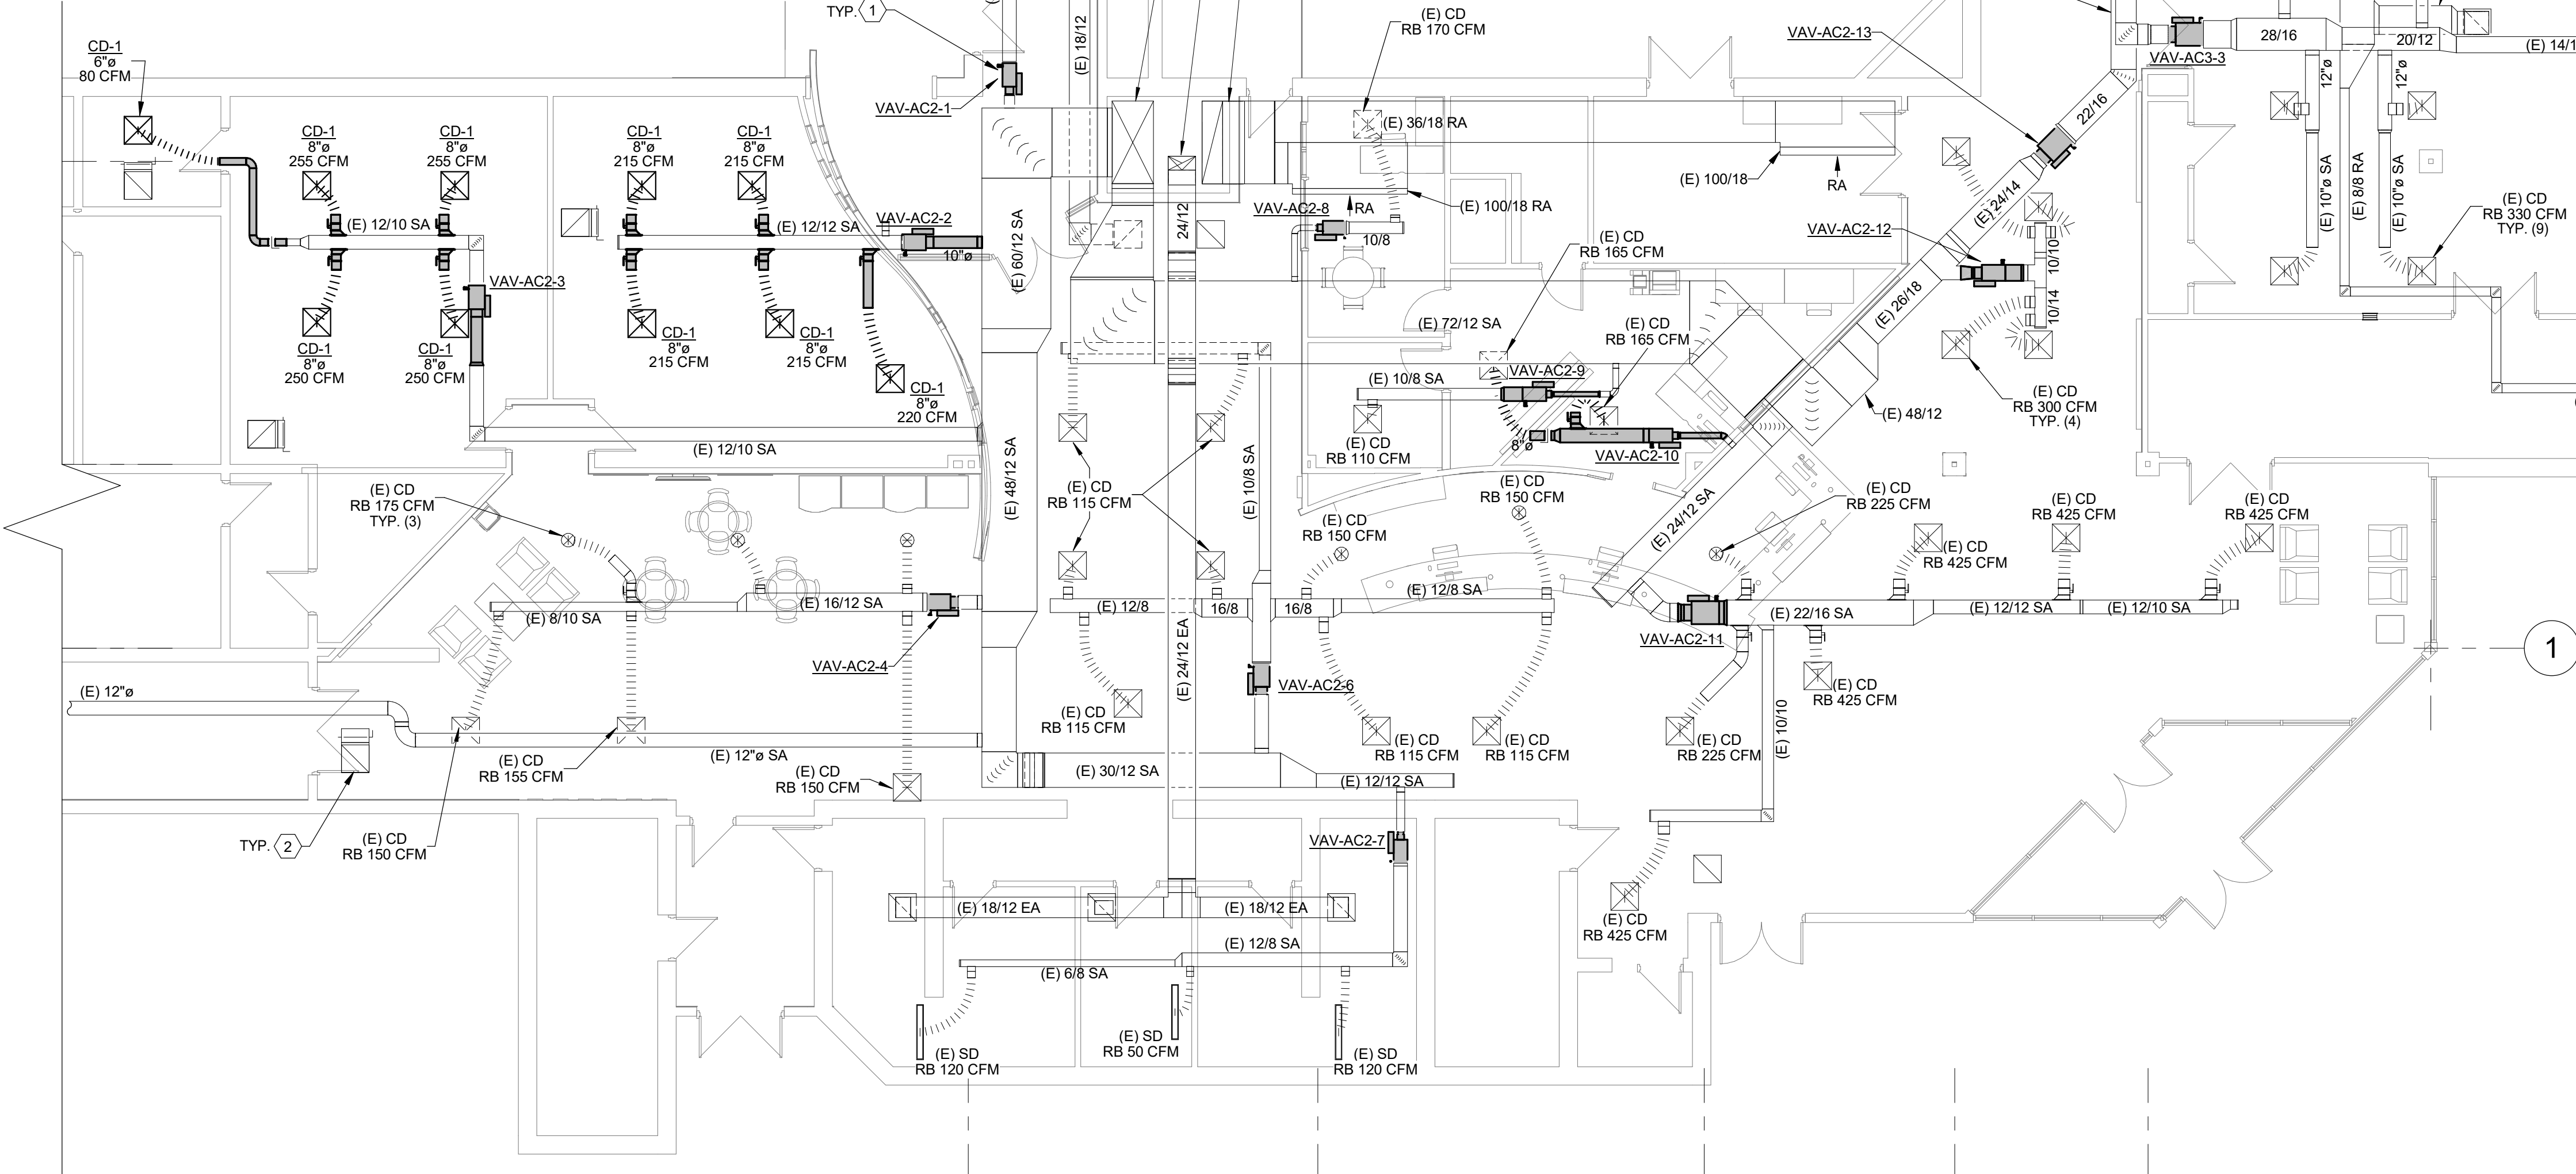 TYP. 1
(E) CD
RB 170 CFM
VAV-AC2-13
28/16
20/12
(E) 14/1
VAV-AC3-3
CD-1
6"ø
80 CFM
(E) 18/12
VAV-AC2-1
22/16
12"ø
12"ø
CD-1
8"ø
255 CFM
CD-1
8"ø
255 CFM
CD-1
8"ø
215 CFM
CD-1
8"ø
215 CFM
(E) 36/18 RA
(E) 100/18
RA
(E) 10"ø SA
(E) 8/8 RA
(E) 10"ø SA
(E) CD
RB 330 CFM
TYP. (9)
(E) 12/10 SA
(E) 12/12 SA
VAV-AC2-2
10"ø
(E) 60/12 SA
24/12
VAV-AC2-8
RA
(E) 100/18 RA
10/8
(E) 24/14
VAV-AC2-12
10/10
10/14
(E) CD
RB 165 CFM
VAV-AC2-3
(E) 26/18
CD-1
8"ø
250 CFM
CD-1
8"ø
250 CFM
CD-1
8"ø
215 CFM
CD-1
8"ø
215 CFM
(E) 72/12 SA
(E) CD
RB 165 CFM
CD-1
8"ø
220 CFM
(E) 10/8 SA
VAV-AC2-9
(E) 48/12
(E) CD
RB 300 CFM
TYP. (4)
(E) 12/10 SA
(E) CD
RB 110 CFM
8"ø
VAV-AC2-10
(E) 48/12 SA
(E) 10/8 SA
(E) CD
RB 175 CFM
TYP. (3)
(E) CD
RB 115 CFM
(E) CD
RB 150 CFM
(E) CD
RB 150 CFM
(E) 24/12 SA
(E) CD
RB 225 CFM
(E) CD
RB 425 CFM
(E) CD
RB 425 CFM
(E) CD
RB 425 CFM
(E) 16/12 SA
(E) 8/10 SA
(E) 12/8
16/8
16/8
(E) 12/8 SA
(E) 22/16 SA
(E) 12/12 SA
(E) 12/10 SA
VAV-AC2-11
1
VAV-AC2-4
(E) 24/12 EA
VAV-AC2-6
(E) 12"ø
(E) CD
RB 425 CFM
(E) CD
RB 115 CFM
(E) CD
RB 115 CFM
(E) CD
RB 115 CFM
(E) CD
RB 225 CFM
(E) 10/10
(E) 12"ø SA
(E) CD
RB 155 CFM
(E) CD
RB 150 CFM
(E) 30/12 SA
(E) 12/12 SA
TYP. 2
(E) CD
RB 150 CFM
VAV-AC2-7
(E) 18/12 EA
(E) 18/12 EA
(E) CD
RB 425 CFM
(E) 12/8 SA
(E) 6/8 SA
(E) SD
RB 120 CFM
(E) SD
RB 50 CFM
(E) SD
RB 120 CFM